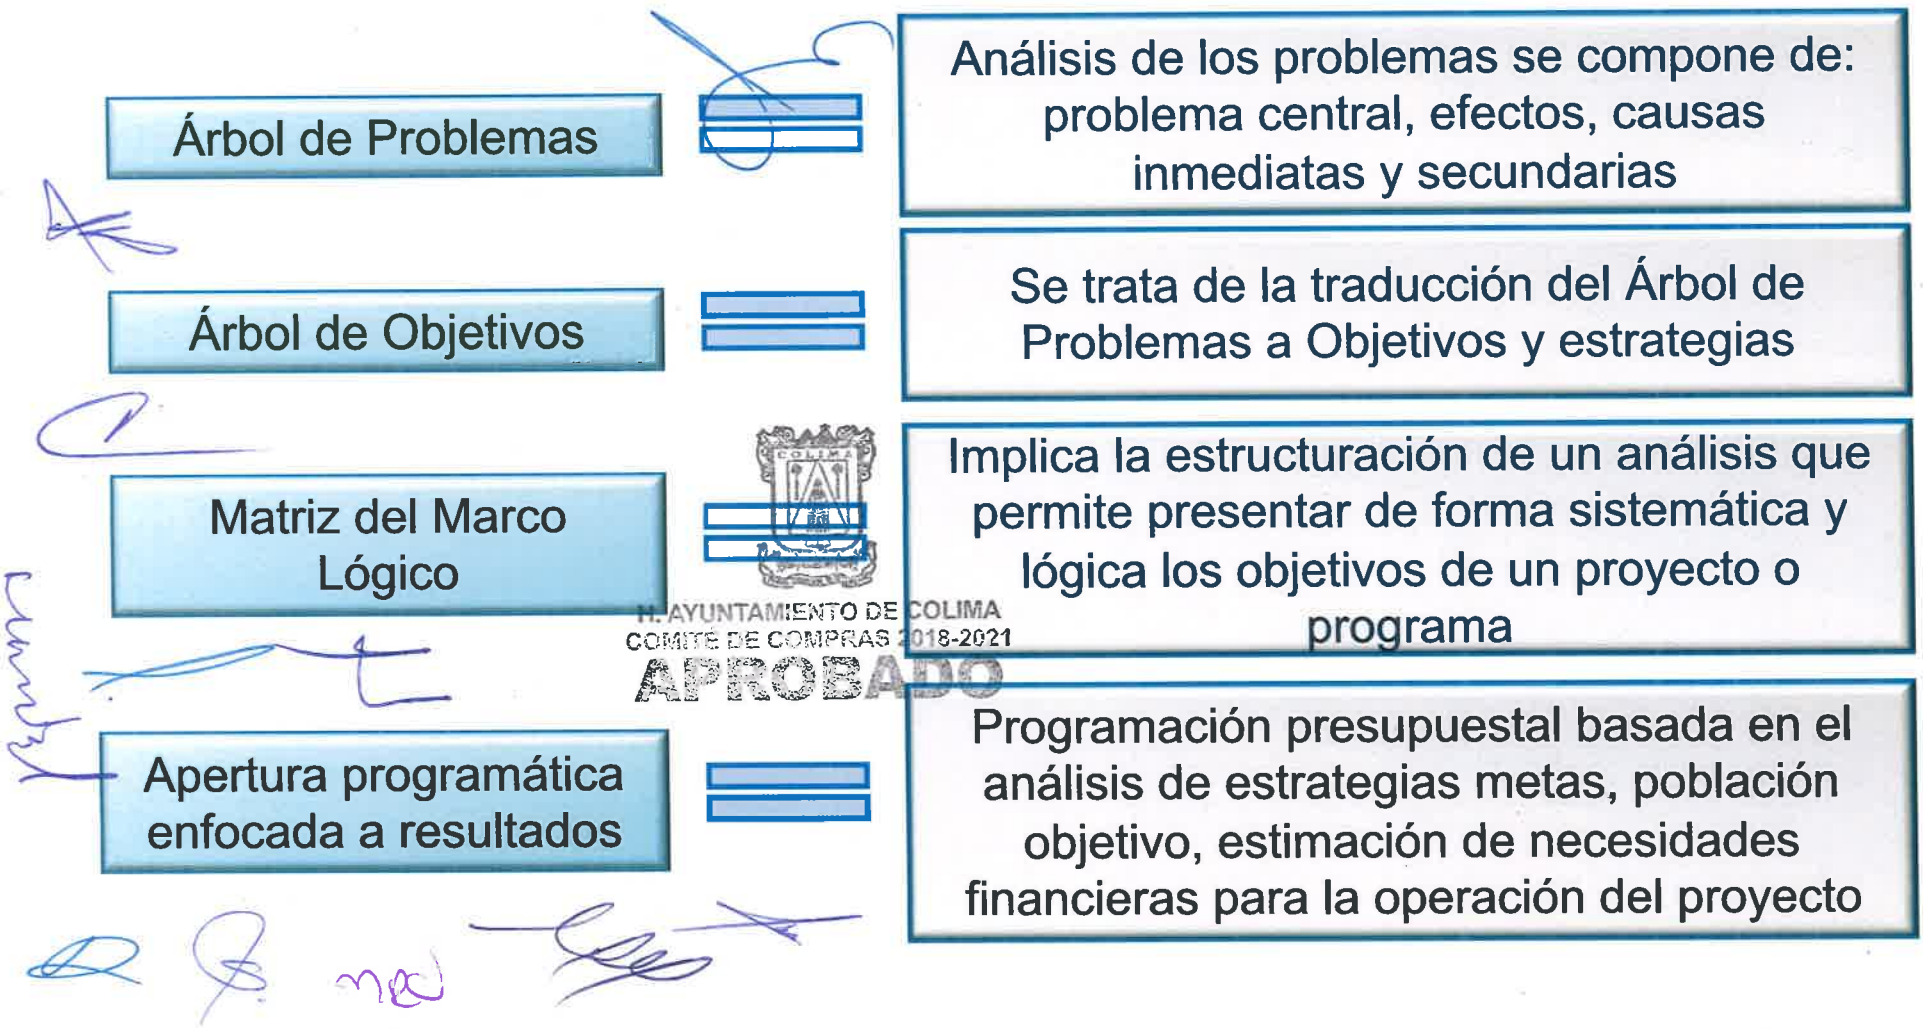 Árbol de Problemas
Análisis de los problemas se compone de:
problema central, efectos, causas
inmediatas y secundarias
Árbol de Objetivos
Se trata de la traducción del Árbol de
Problemas a Objetivos y estrategias
Matriz del Marco
Lógico
Implica la estructuración de un análisis que
permite presentar de forma sistemática y
lógica los objetivos de un proyecto o
programa
COLIMA
H. AYUNTAMIENTO DE COLIMA
COMITÉ DE COMPRAS 2018-2021
APROBADO
Apertura programática
enfocada a resultados
Programación presupuestal basada en el
análisis de estrategias metas, población
objetivo, estimación de necesidades
financieras para la operación del proyecto